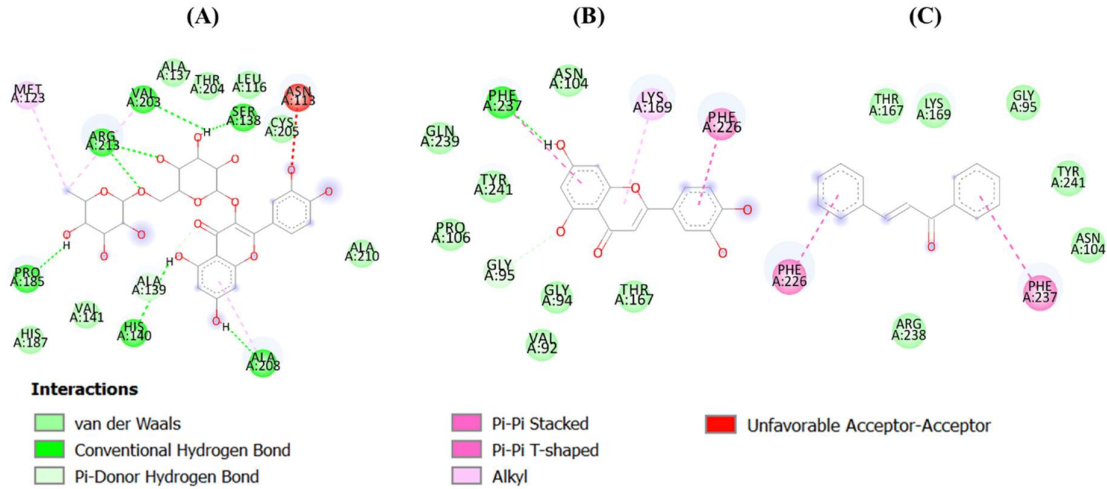 (A)
(B)
(C)
MET
A:123
ALA
A:137
VAL
A:203
THR
A:204
LEU
A:116
SER
A:138
ASN
A:113
CYS
A:205
ARG
A:213
H
H
PRO
A:185
ALA
A:139
H
VAL
A:141
HIS
A:187
HIS
A:140
H
ALA
A:208
ALA
A:210
PHE
A:237
ASN
A:104
LYS
A:169
PHE
A:226
GLN
A:239
H
TYR
A:241
PRO
A:106
GLY
A:95
GLY
A:94
THR
A:167
VAL
A:92
THR
A:167
LYS
A:169
GLY
A:95
TYR
A:241
ASN
A:104
PHE
A:226
PHE
A:237
ARG
A:238
Interactions
van der Waals
Conventional Hydrogen Bond
Pi-Donor Hydrogen Bond
Pi-Pi Stacked
Pi-Pi T-shaped
Alkyl
Unfavorable Acceptor-Acceptor